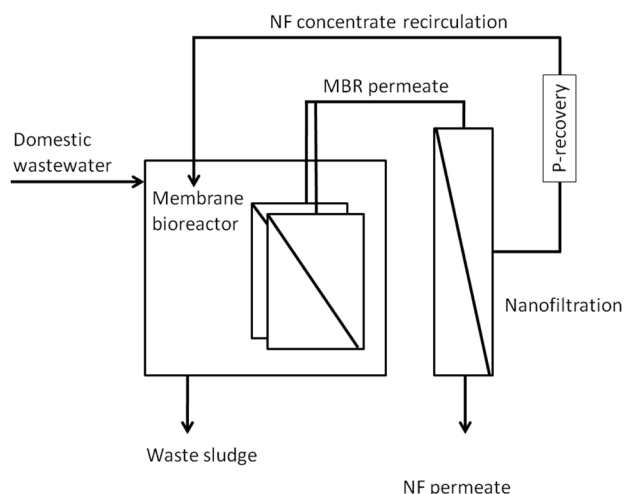 NF concentrate recirculation
MBR permeate
P-recovery
Domestic
wastewater
Membrane
bioreactor
Nanofiltration
Waste sludge
NF permeate